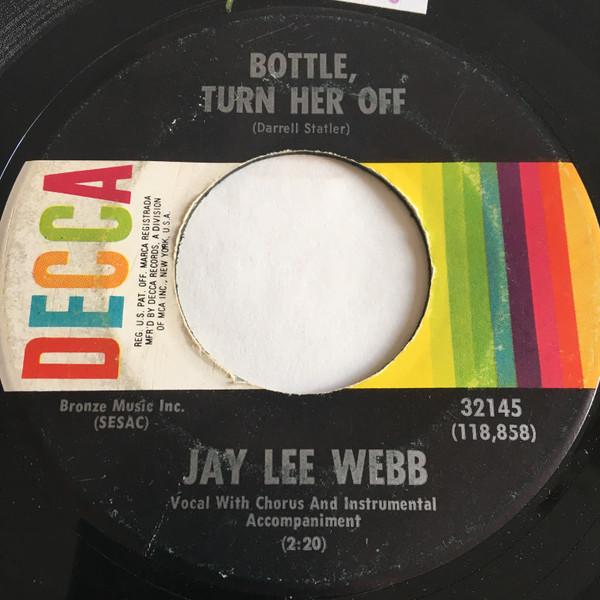 BOTTLE,
TURN HER OFF
(Darrell Statler)
DECCA
REG. U.S. PAT. OFF. MARCA REGISTRADA
MFR'D BY DECCA RECORDS, A DIVISION
OF MCA INC., NEW YORK, U.S.A.
Bronze Music Inc.
(SESAC)
32145
(118,858)
JAY LEE WEBB
Vocal With Chorus And Instrumental
Accompaniment
(2:20)